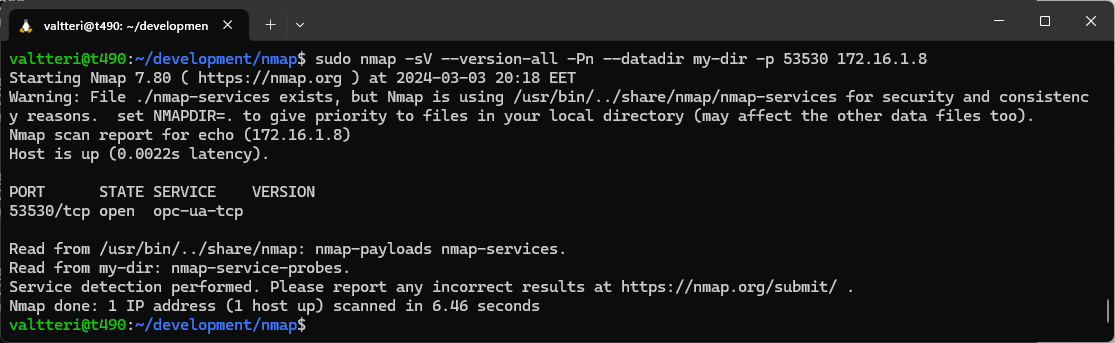 valtteri@t490: ~/developmen
valtteri@t490:~/development/nmap$ sudo nmap -sV --version-all -Pn --datadir my-dir -p 53530 172.16.1.8
Starting Nmap 7.80 ( https://nmap.org ) at 2024-03-03 20:18 EET
Warning: File ./nmap-services exists, but Nmap is using /usr/bin/../share/nmap/nmap-services for security and consistenc
y reasons.  set NMAPDIR=. to give priority to files in your local directory (may affect the other data files too).
Nmap scan report for echo (172.16.1.8)
Host is up (0.0022s latency).
PORT      STATE SERVICE    VERSION
53530/tcp open  opc-ua-tcp
Read from /usr/bin/../share/nmap: nmap-payloads nmap-services.
Read from my-dir: nmap-service-probes.
Service detection performed. Please report any incorrect results at https://nmap.org/submit/ .
Nmap done: 1 IP address (1 host up) scanned in 6.46 seconds
valtteri@t490:~/development/nmap$